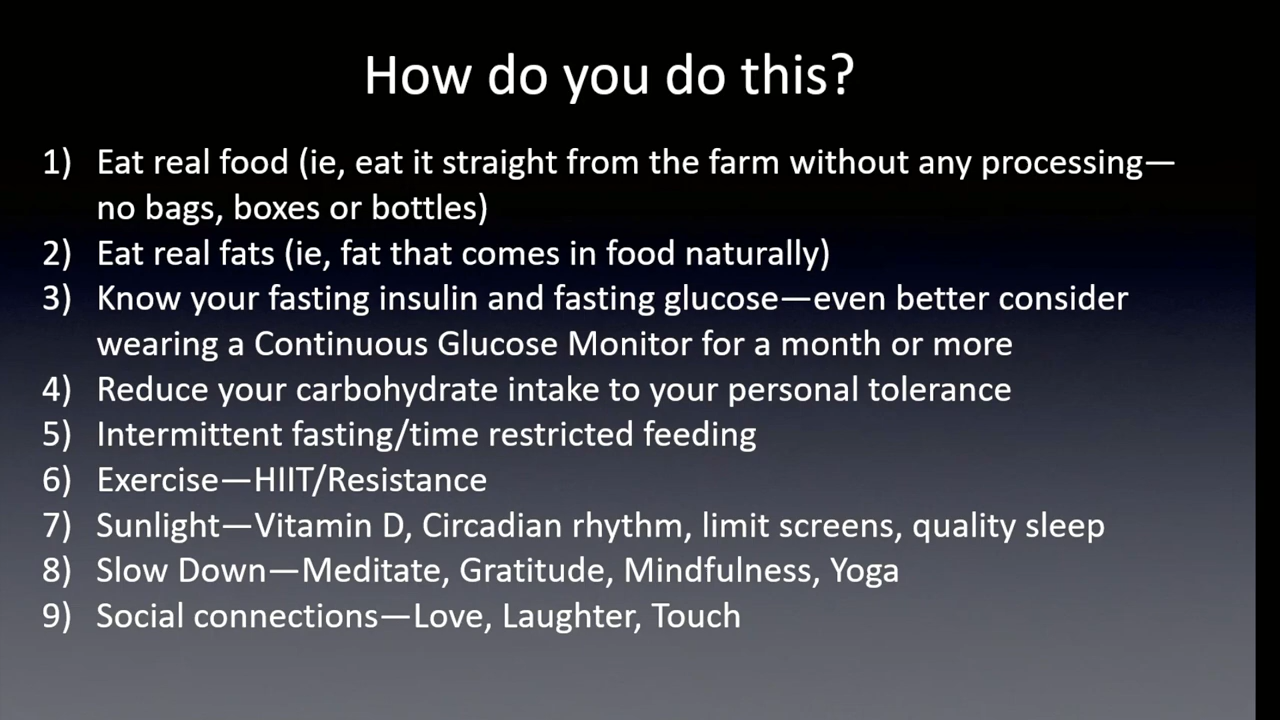 How do you do this?
1) Eat real food (ie, eat it straight from the farm without any processing—
no bags, boxes or bottles)
2) Eat real fats (ie, fat that comes in food naturally)
3) Know your fasting insulin and fasting glucose—even better consider
wearing a Continuous Glucose Monitor for a month or more
4) Reduce your carbohydrate intake to your personal tolerance
5) Intermittent fasting/time restricted feeding
6) Exercise—HIIT/Resistance
7) Sunlight—Vitamin D, Circadian rhythm, limit screens, quality sleep
8) Slow Down—Meditate, Gratitude, Mindfulness, Yoga
9) Social connections—Love, Laughter, Touch